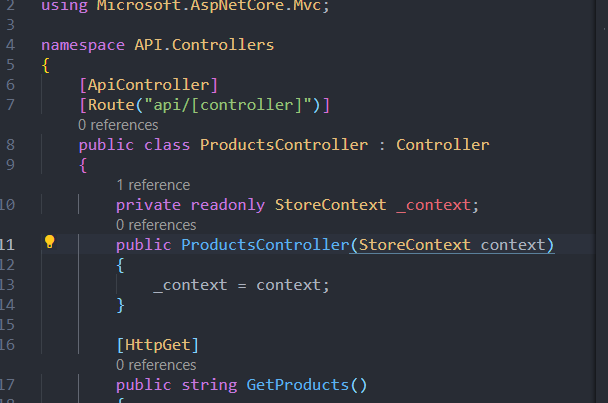 2 using Microsoft.AspNetCore.Mvc;
3
4 namespace API.Controllers
5 {
6 [ApiController]
7 [Route("api/[controller]")]
0 references
8 public class ProductsController : Controller
9 {
1 reference
10 private readonly StoreContext _context;
0 references
11 public ProductsController(StoreContext context)
12 {
13 _context = context;
14 }
15
16 [HttpGet]
0 references
17 public string GetProducts()
18 {